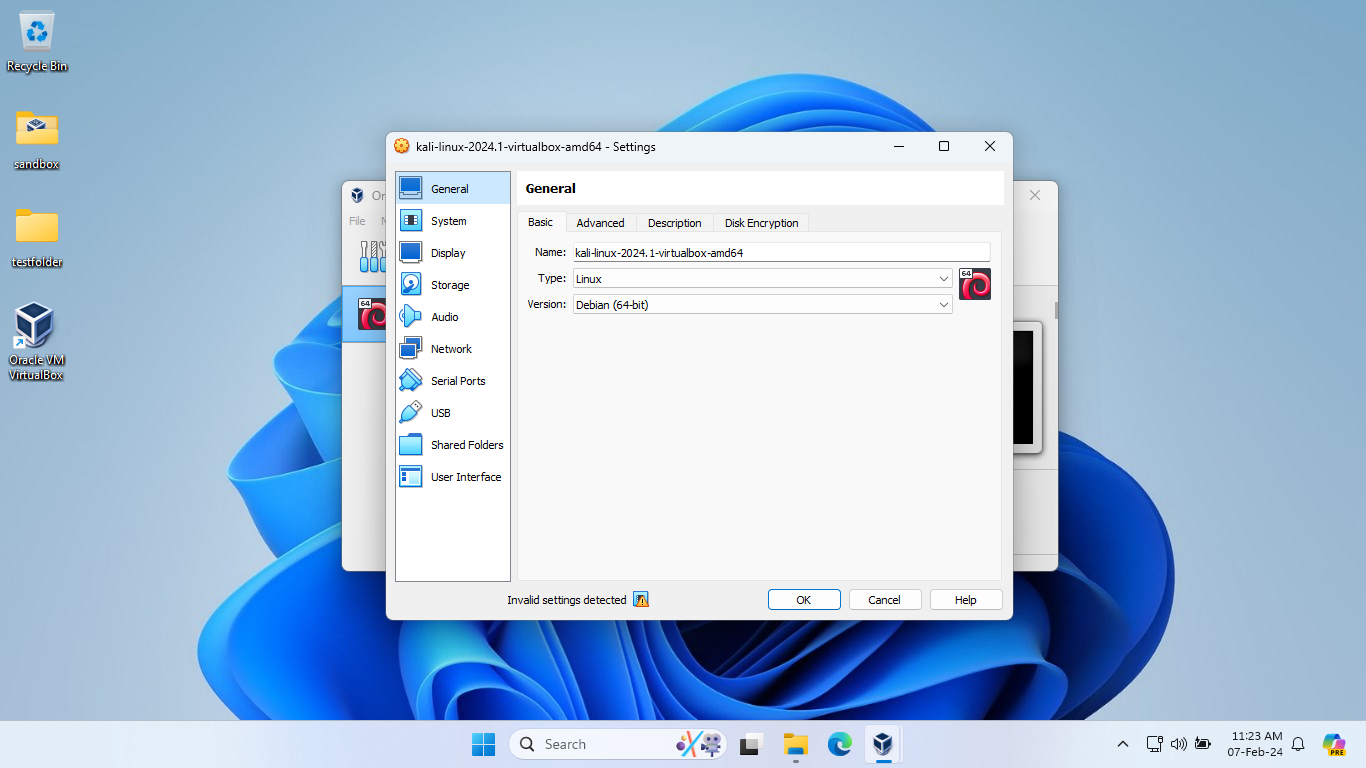 Recycle Bin
sandbox
testfolder
Oracle VM
VirtualBox
Or
File
64
kali-linux-2024.1-virtualbox-amd64 - Settings
General
System
Display
Storage
Audio
Network
Serial Ports
USB
Shared Folders
User Interface
General
Basic
Advanced
Description
Disk Encryption
Name:
kali-linux-2024.1-virtualbox-amd64
Type:
Linux
64
Version:
Debian (64-bit)
Invalid settings detected
OK
Cancel
Help
Search
11:23 AM
07-Feb-24
PRE